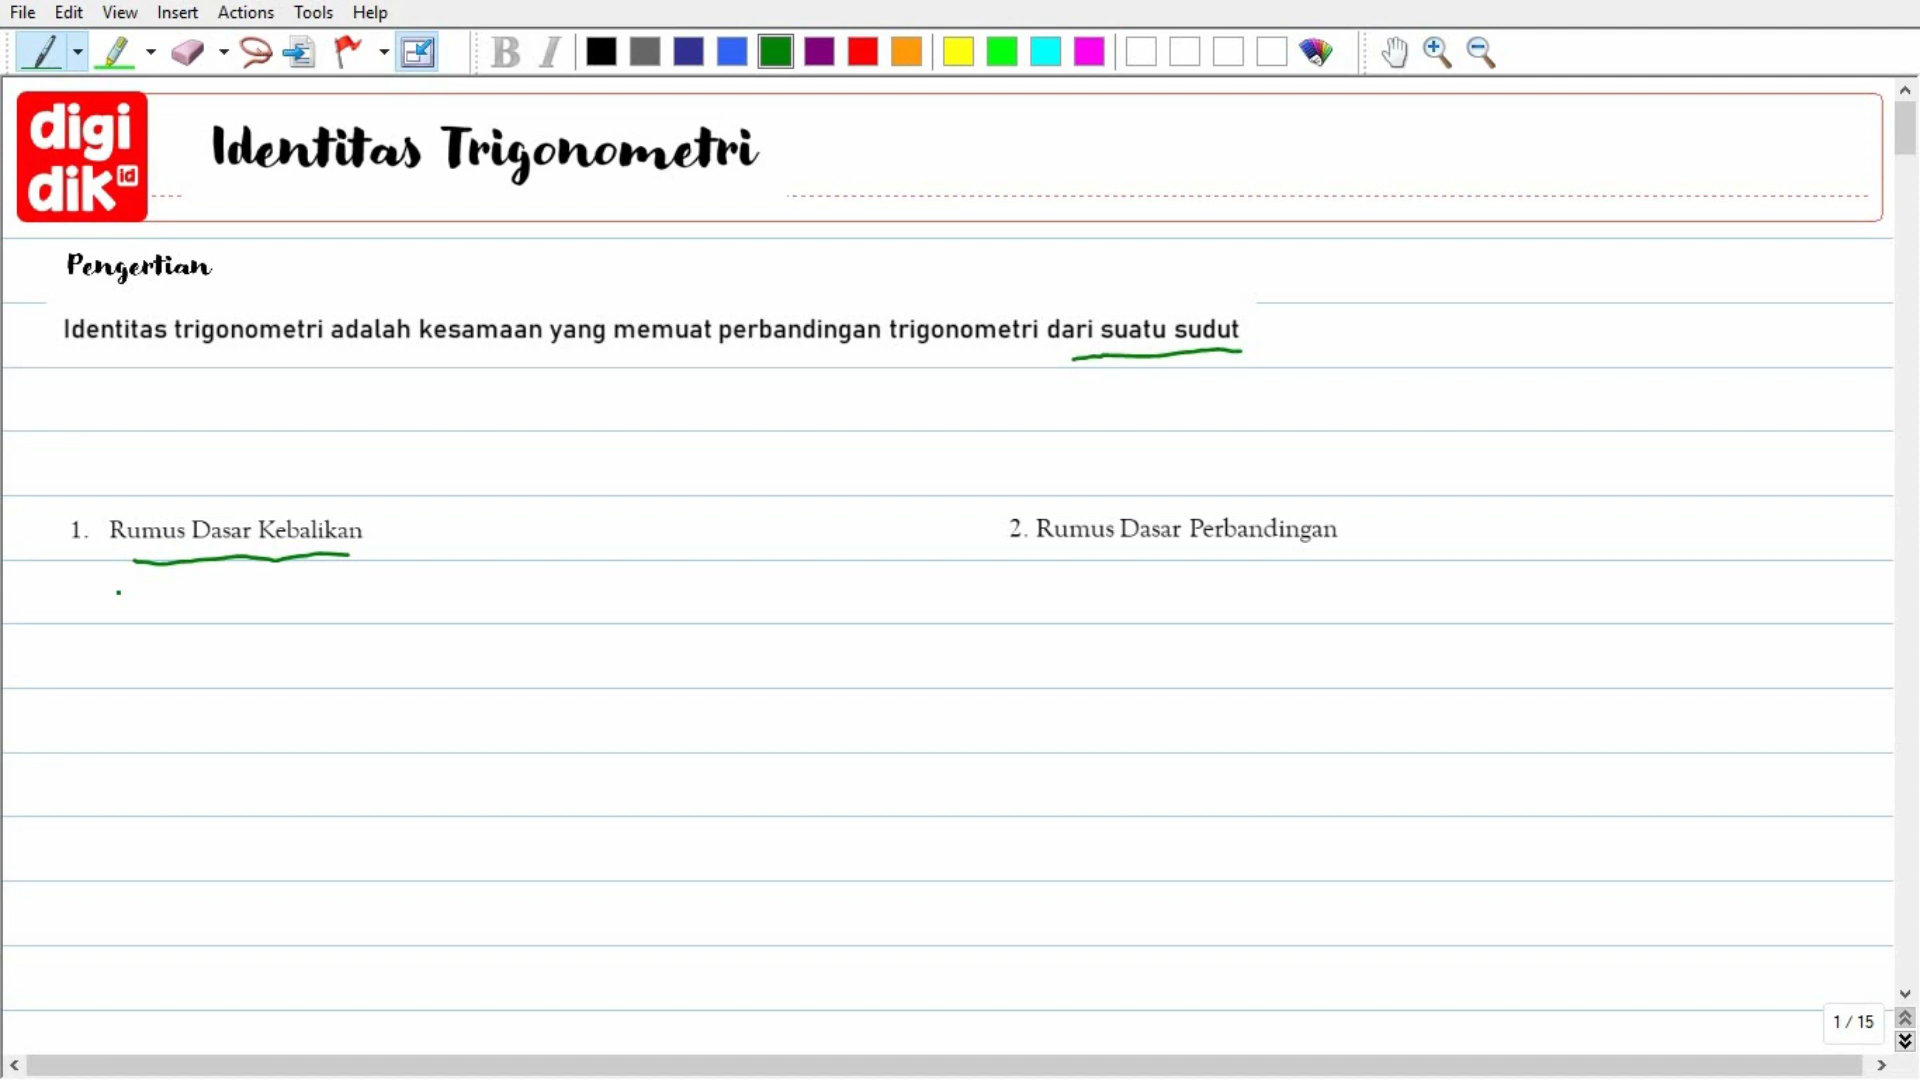 File Edit View Insert Actions Tools Help
B I
digi
dik id
Identitas Trigonometri
Pengertian
Identitas trigonometri adalah kesamaan yang memuat perbandingan trigonometri dari suatu sudut
1. Rumus Dasar Kebalikan
2. Rumus Dasar Perbandingan
1 / 15